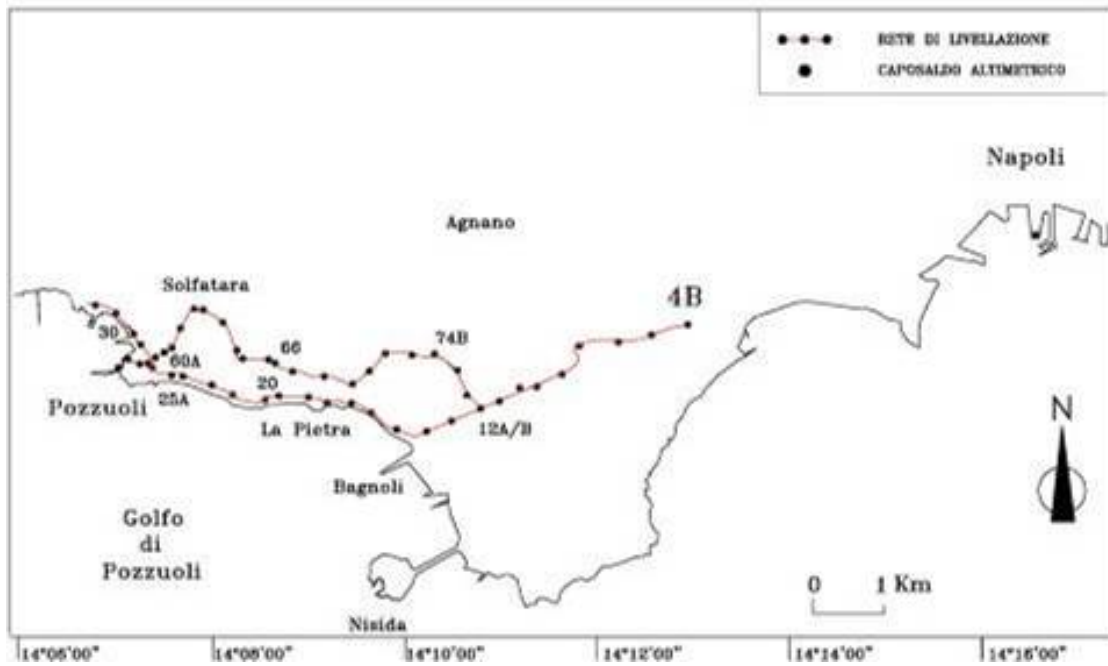 RETE DI LIVELLAZIONE
CAPOSALDO ALTIMETRICO
Napoli
Agnano
Solfatara
4B
30
74B
66
60A
20
25A
Pozzuoli
La Pietra
12A/B
N
Bagnoli
Golfo
di
Pozzuoli
0 1 Km
Nisida
14°06'00" 14°08'00" 14°10'00" 14°12'00" 14°14'00" 14°16'00"